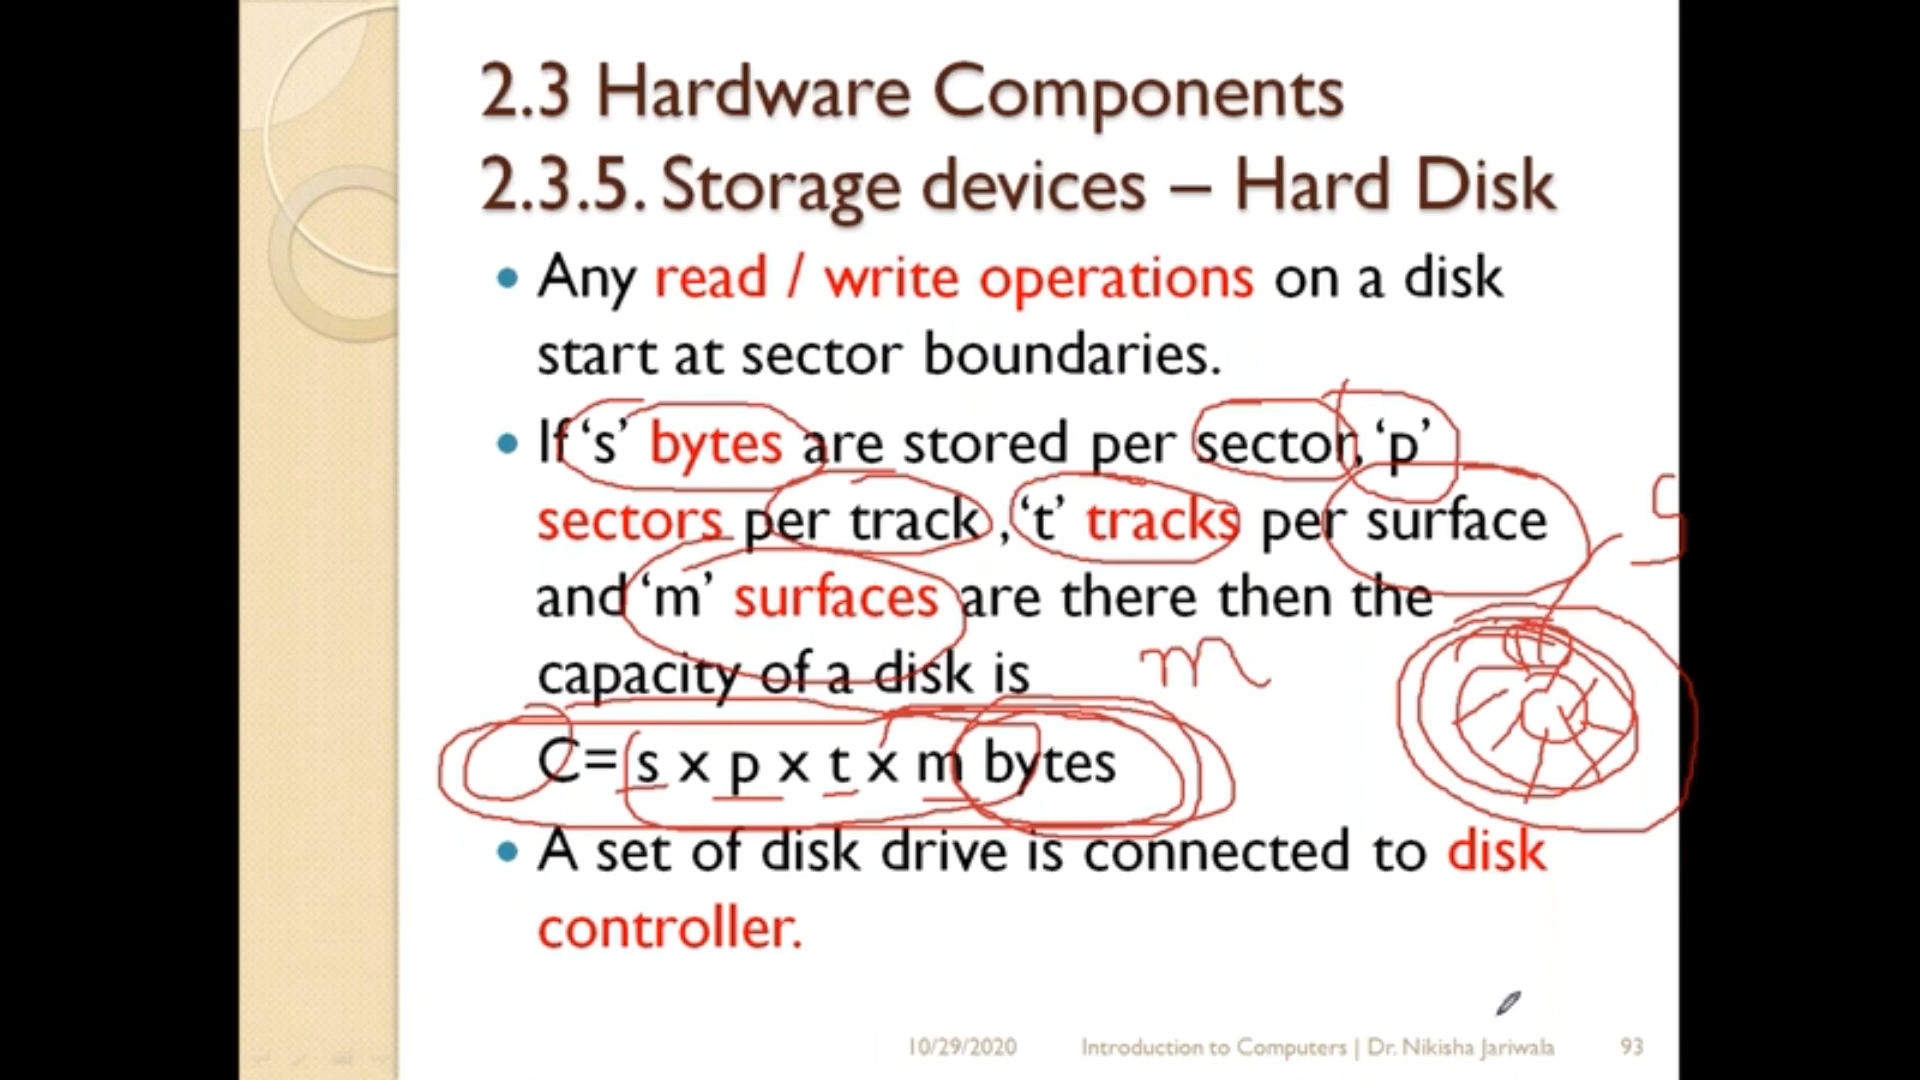 2.3 Hardware Components
2.3.5. Storage devices – Hard Disk
• Any read / write operations on a disk
start at sector boundaries.
• If ‘s’ bytes are stored per sector, ‘p’
sectors per track , ‘t’ tracks per surface
and ‘m’ surfaces are there then the
capacity of a disk is
m
S
C= s x p x t x m bytes
• A set of disk drive is connected to disk
controller.
10/29/2020 Introduction to Computers | Dr. Nikisha Jariwala 93